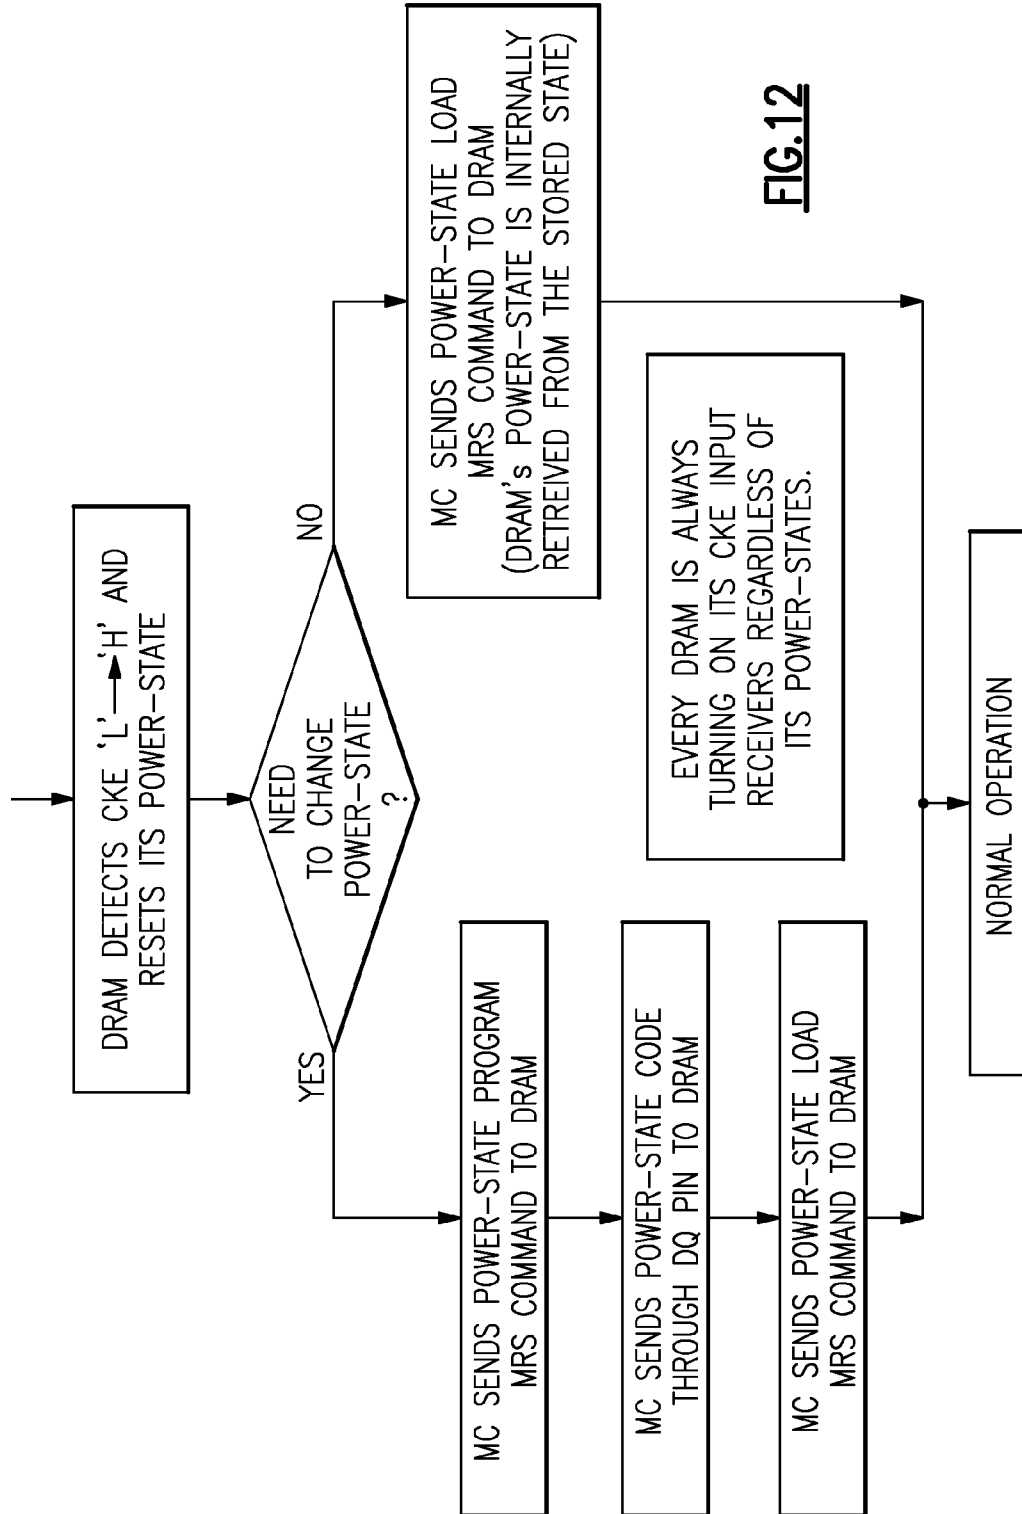 DRAM DETECTS CKE 'L'→'H' AND
RESETS ITS POWER-STATE
NEED
TO CHANGE
POWER-STATE
?
YES
NO
MC SENDS POWER-STATE PROGRAM
MRS COMMAND TO DRAM
MC SENDS POWER-STATE CODE
THROUGH DQ PIN TO DRAM
MC SENDS POWER-STATE LOAD
MRS COMMAND TO DRAM
MC SENDS POWER-STATE LOAD
MRS COMMAND TO DRAM
(DRAM's POWER-STATE IS INTERNALLY
RETREIVED FROM THE STORED STATE)
EVERY DRAM IS ALWAYS
TURNING ON ITS CKE INPUT
RECEIVERS REGARDLESS OF
ITS POWER-STATES.
NORMAL OPERATION
FIG.12